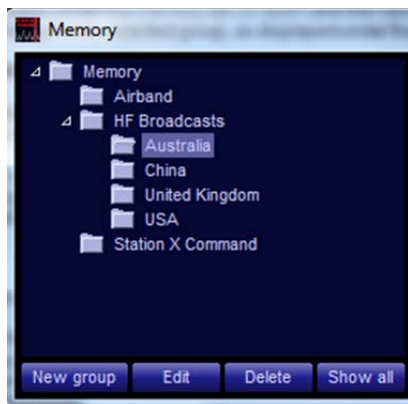 Memory
Memory
Airband
HF Broadcasts
Australia
China
United Kingdom
USA
Station X Command
New group Edit Delete Show all